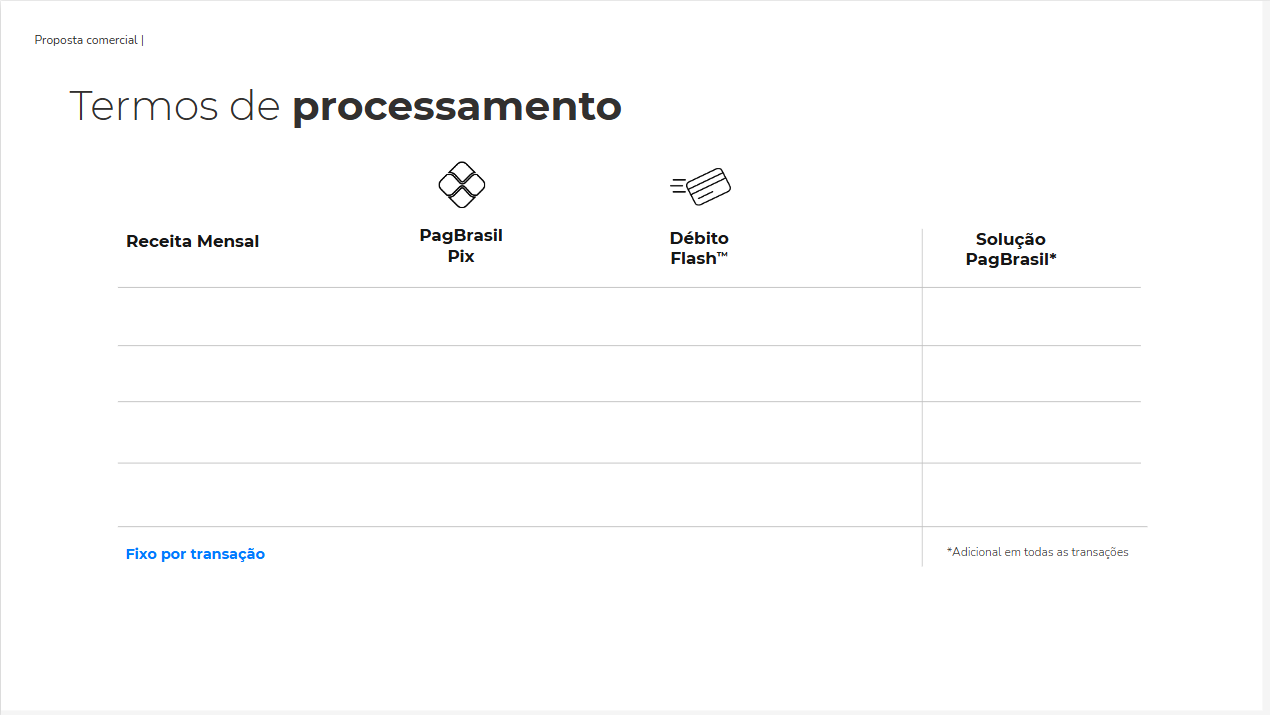 Proposta comercial |
Termos de processamento
Receita Mensal
PagBrasil
Pix
Débito
Flash™
Solução
PagBrasil*
Fixo por transação
*Adicional em todas as transações